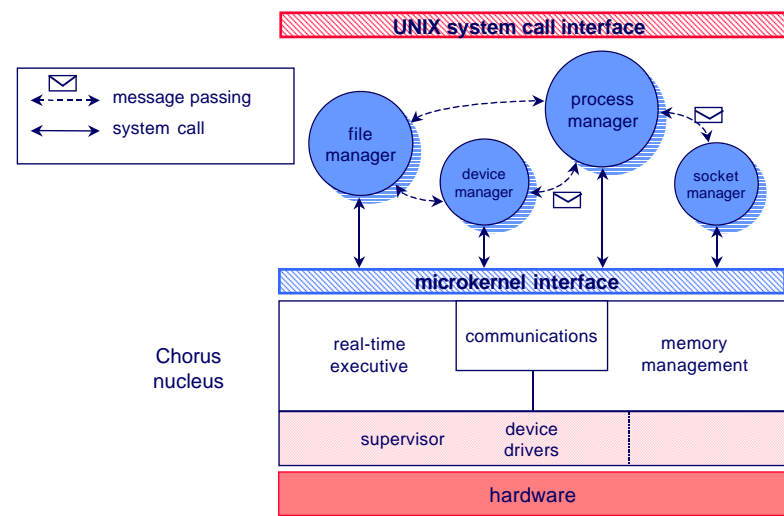 UNIX system call interface
message passing
system call
file
manager
process
manager
device
manager
socket
manager
microkernel interface
Chorus
nucleus
real-time
executive
communications
memory
management
supervisor
device
drivers
hardware